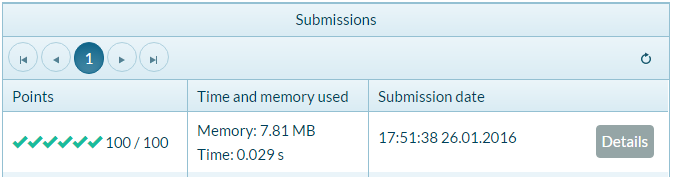 Submissions
1
Points Time and memory used Submission date
100 / 100
Memory: 7.81 MB
Time: 0.029 s
17:51:38 26.01.2016
Details